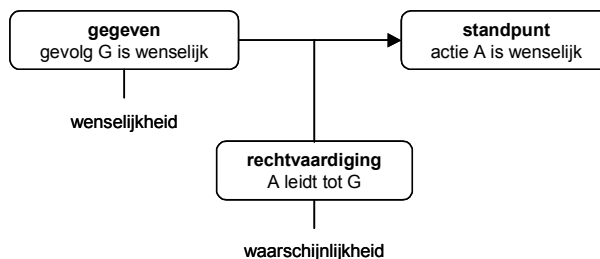 gegeven
gevolg G is wenselijk
standpunt
actie A is wenselijk
wenselijkheid
rechtvaardiging
A leidt tot G
waarschijnlijkheid